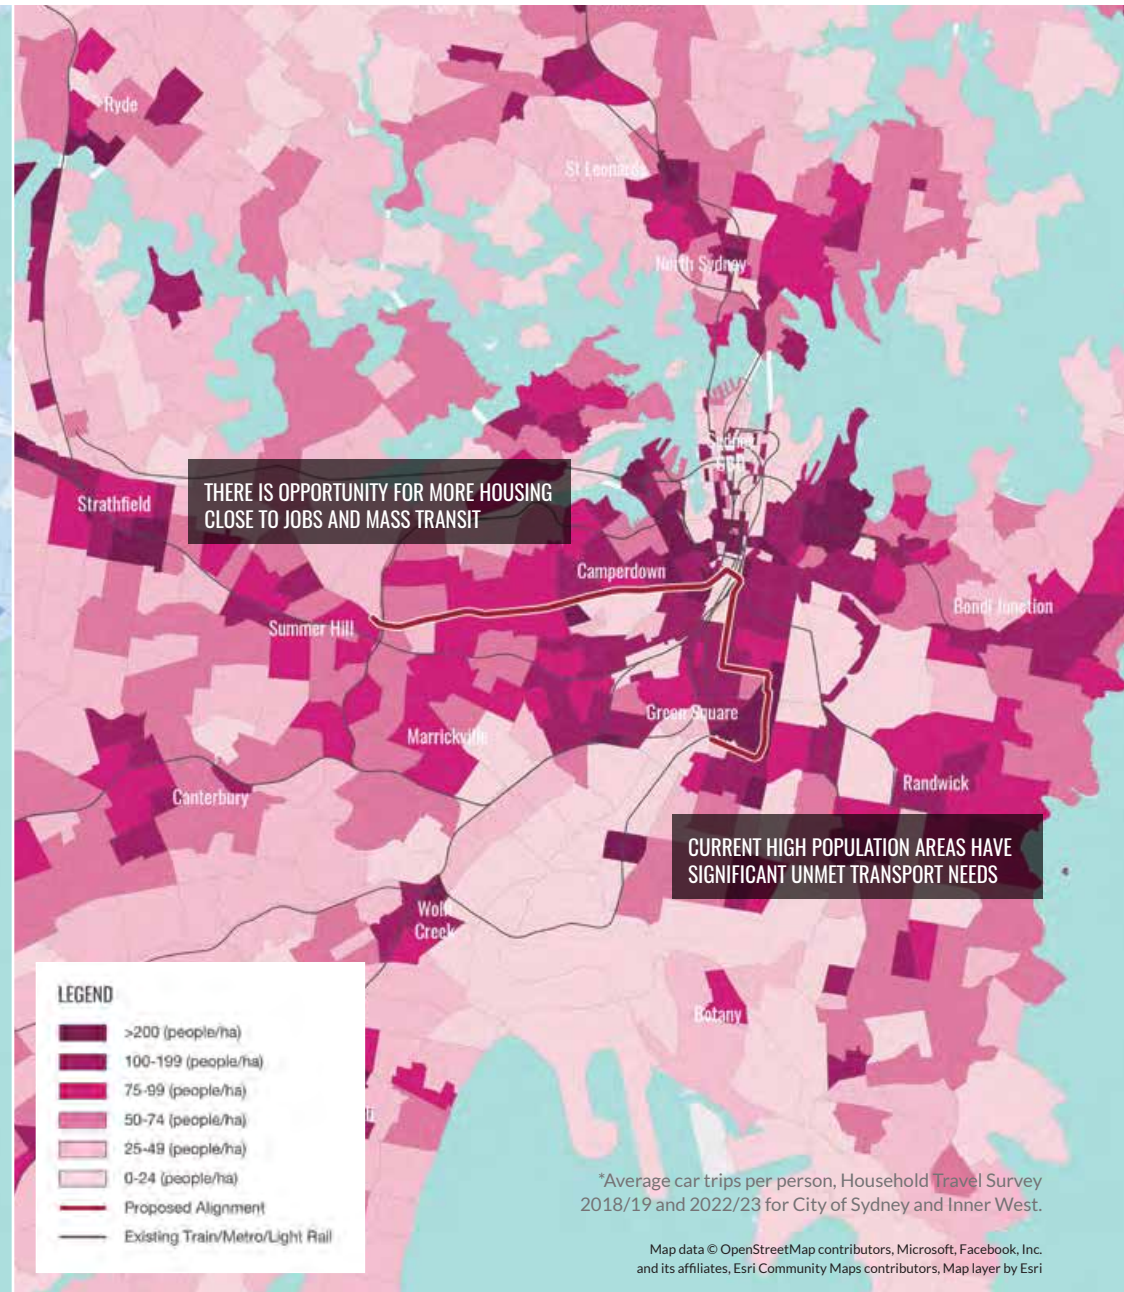 Ryde
St Leonards
North Sydney
Sydney
CBD
Strathfield
THERE IS OPPORTUNITY FOR MORE HOUSING
CLOSE TO JOBS AND MASS TRANSIT
Camperdown
Bondi Junction
Summer Hill
Green Square
Marrickville
Randwick
Canterbury
CURRENT HIGH POPULATION AREAS HAVE
SIGNIFICANT UNMET TRANSPORT NEEDS
Wolli
Creek
Botany
LEGEND
>200 (people/ha)
100-199 (people/ha)
75-99 (people/ha)
50-74 (people/ha)
25-49 (people/ha)
0-24 (people/ha)
Proposed Alignment
Existing Train/Metro/Light Rail
*Average car trips per person, Household Travel Survey
2018/19 and 2022/23 for City of Sydney and Inner West.
Map data © OpenStreetMap contributors, Microsoft, Facebook, Inc.
and its affiliates, Esri Community Maps contributors, Map layer by Esri